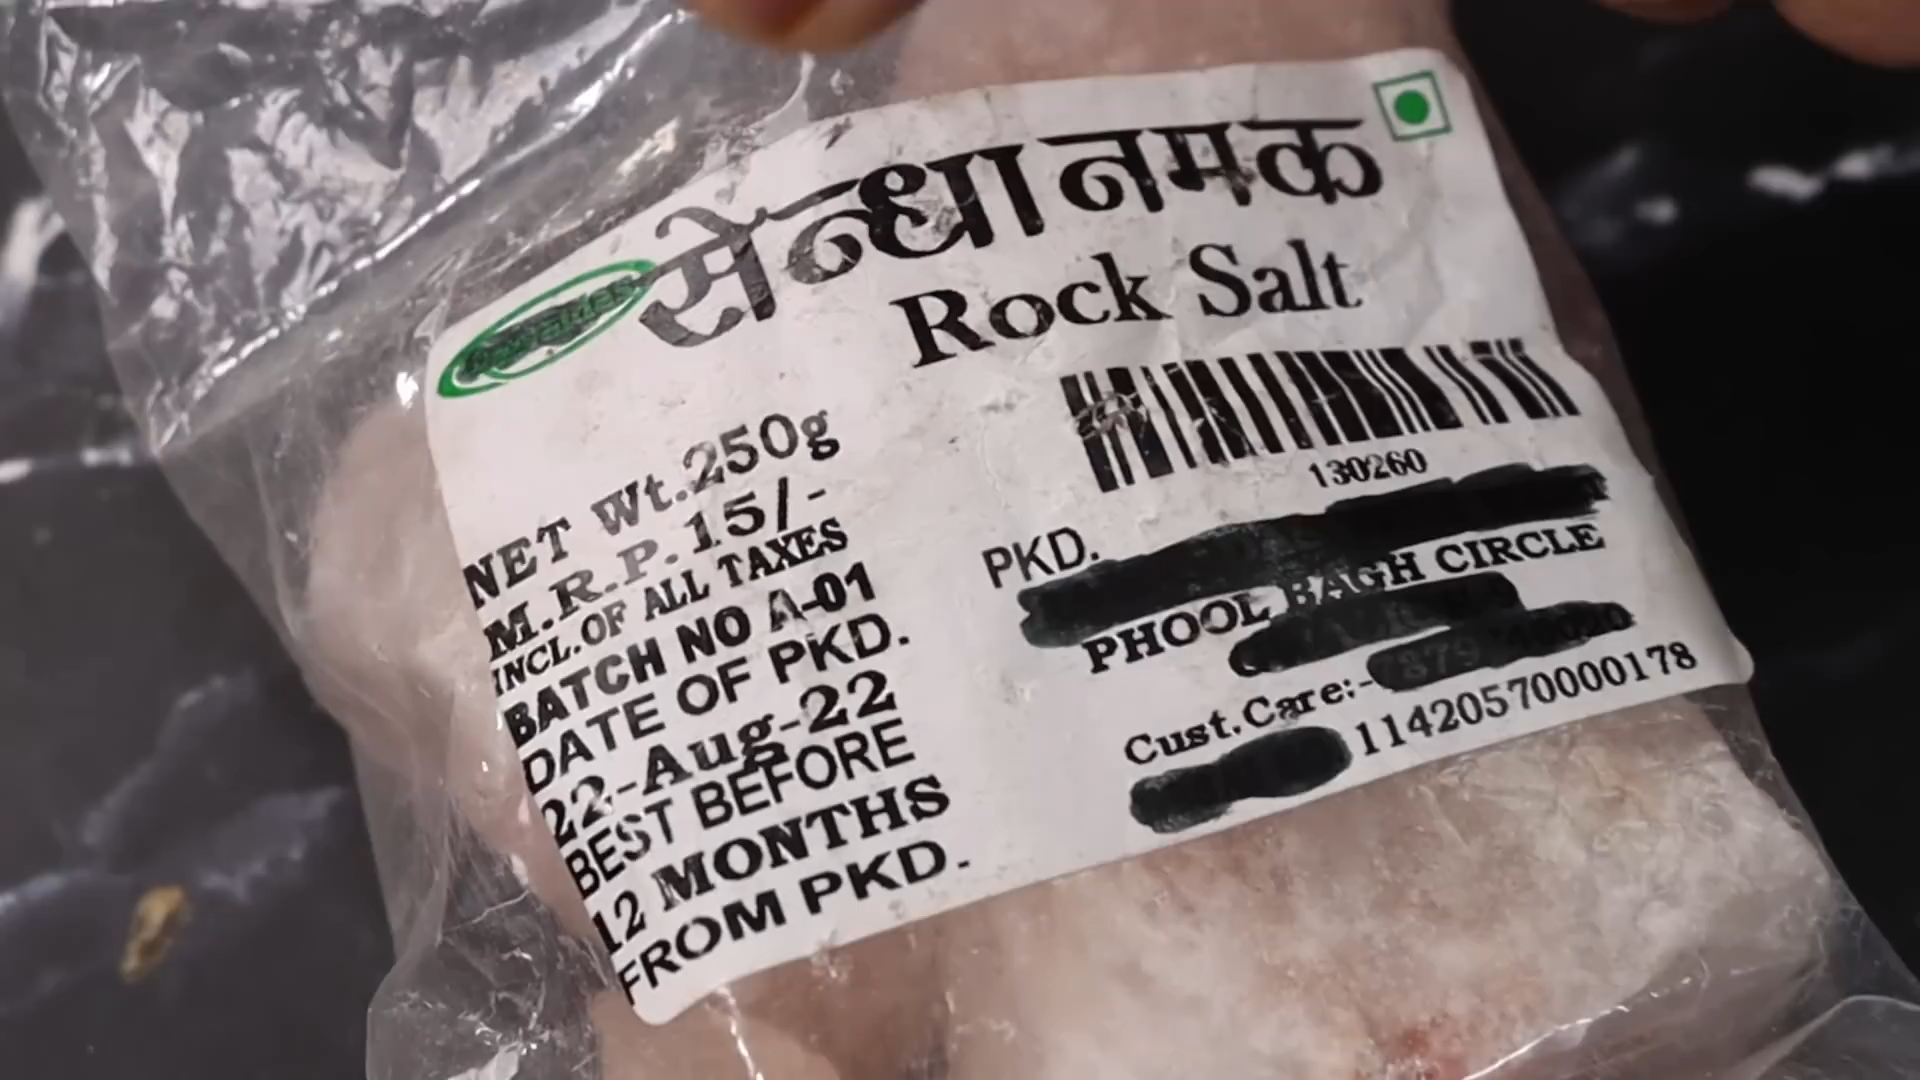 सेन्धा नमक
Rock Salt
NET Wt.250g
M.R.P.15/-
INCL.OF ALL TAXES
BATCH NO A-01
DATE OF PKD.
22-Aug-22
BEST BEFORE
12 MONTHS
FROM PKD.
130260
PKD.
PHOOL BAGH CIRCLE
Cust.Care:-
11420570000178